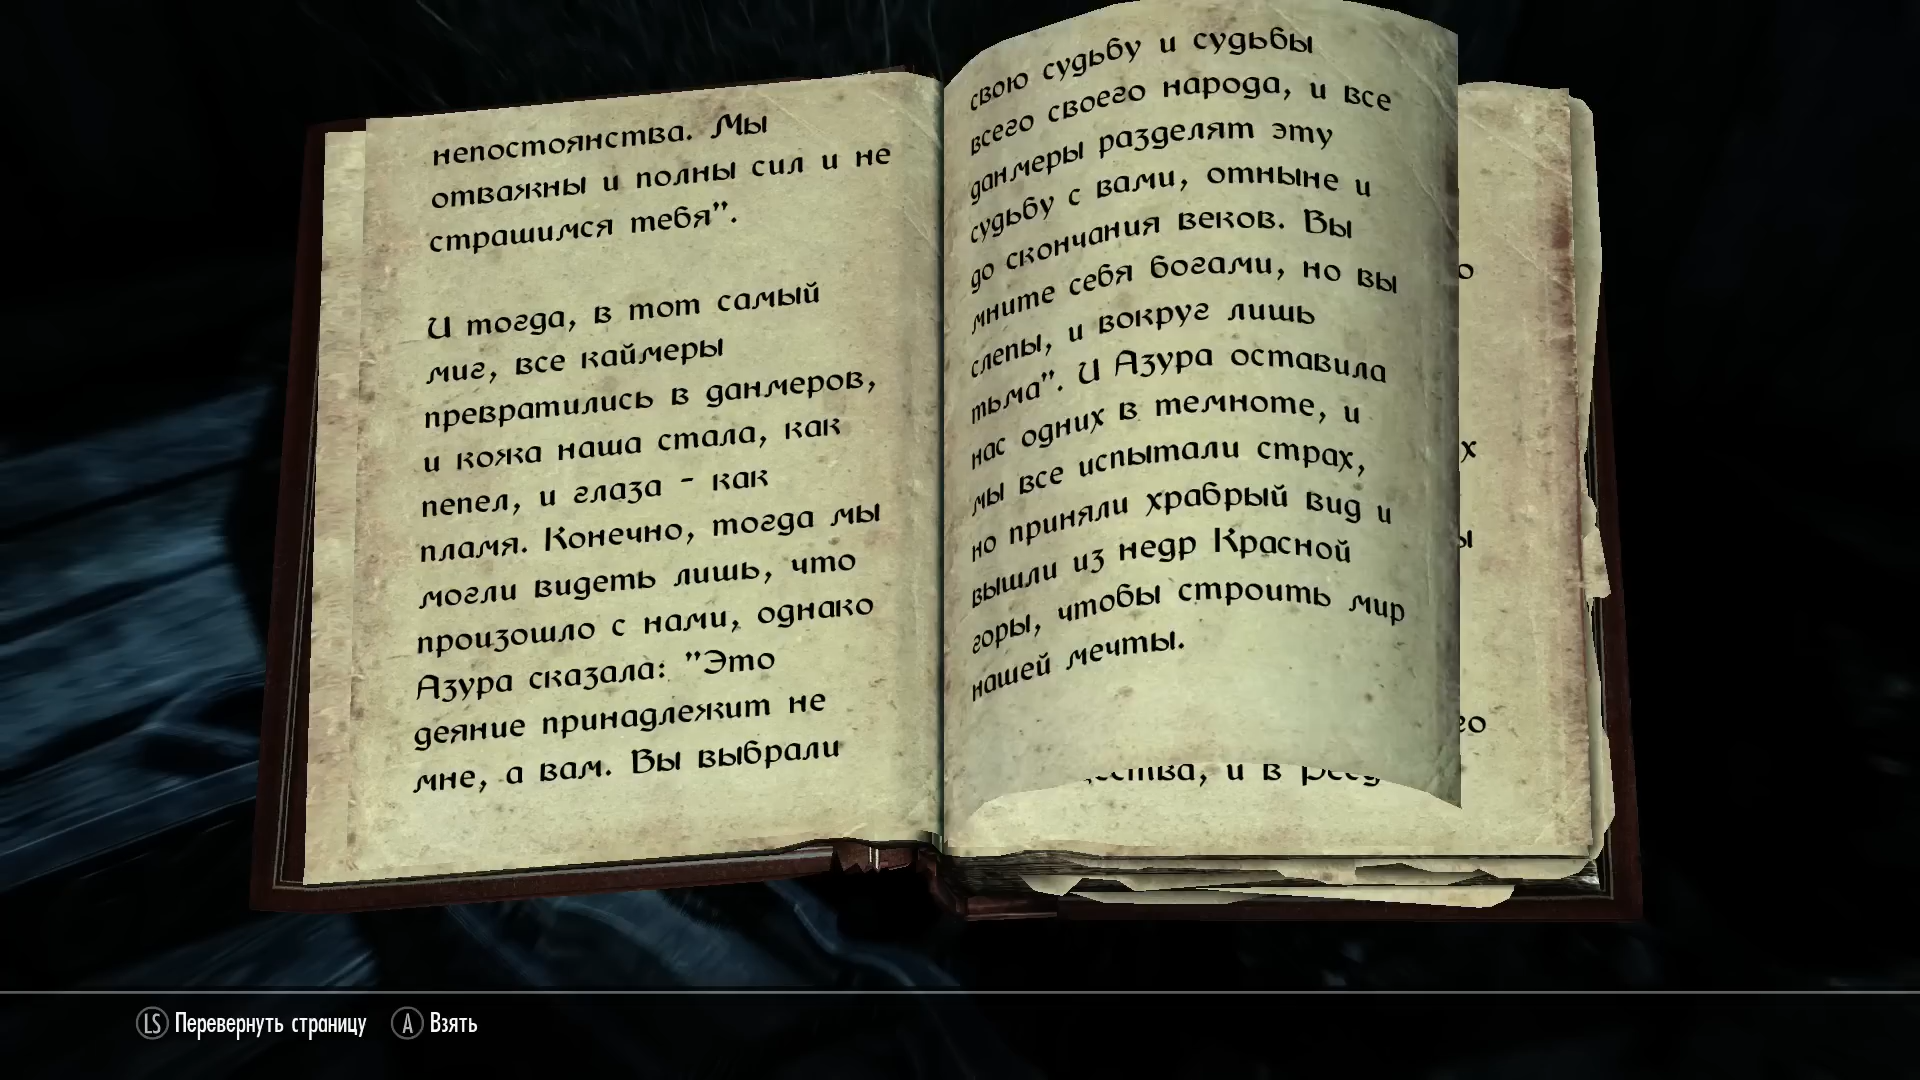 непостоянства. Мы
отважны и полны сил и не
страшимся тебя".
И тогда, в тот самый
миг, все каймеры
превратились в данмеров,
и кожа наша стала, как
пепел, и глаза - как
пламя. Конечно, тогда мы
могли видеть лишь, что
произошло с нами, однако
Азура сказала: "Это
деяние принадлежит не
мне, а вам. Вы выбрали
свою судьбу и судьбы
всего своего народа, и все
данмеры разделят эту
судьбу с вами, отныне и
до скончания веков. Вы
мните себя богами, но вы
слепы, и вокруг лишь
тьма". И Азура оставила
нас одних в темноте, и
мы все испытали страх,
но приняли храбрый вид и
вышли из недр Красной
горы, чтобы строить мир
нашей мечты.
и в
LS Перевернуть страницу A Взять